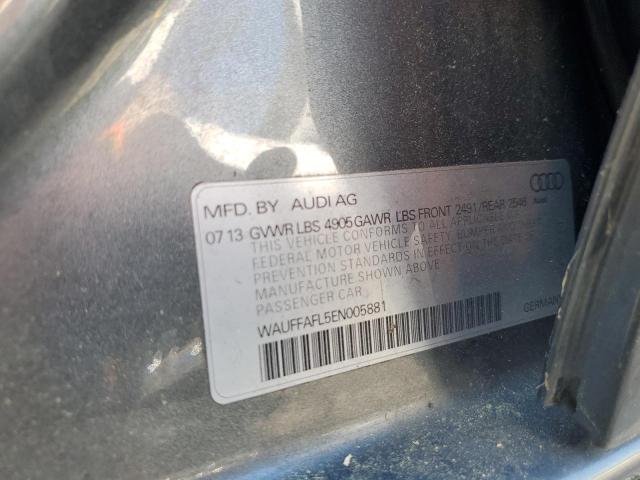 MFD. BY AUDI AG
07 13 GVWR LBS 4905 GAWR LBS FRONT 2491/REAR 2546
THIS VEHICLE CONFORMS TO ALL APPLICABLE
FEDERAL MOTOR VEHICLE SAFETY, BUMPER,
PREVENTION STANDARDS IN EFFECT ON THE DATE OF
MANUFACTURE SHOWN ABOVE
PASSENGER CAR
WAUFFAFL5EN005881
GERMANY
Audi